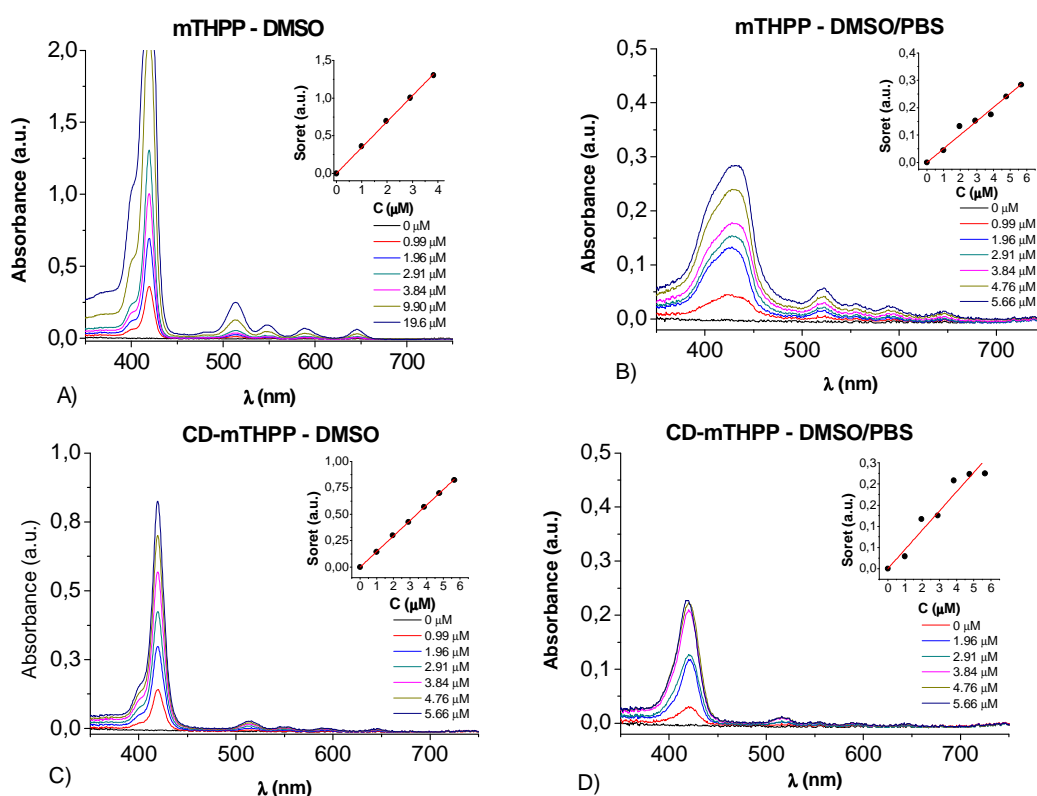 mTHPP - DMSO
2,0
1,5
1,0
0,5
0,0
400
500
600
700
Absorbance (a.u.)
λ (nm)
A)
1,5
1,0
0,5
0,0
0 1 2 3 4
Soret (a.u.)
C (μM)
0 μM
0.99 μM
1.96 μM
2.91 μM
3.84 μM
9.90 μM
19.6 μM
mTHPP - DMSO/PBS
0,5
0,4
0,3
0,2
0,1
0,0
400
500
600
700
Absorbance (a.u.)
λ (nm)
B)
0,4
0,3
0,2
0,1
0,0
0 1 2 3 4 5 6
Soret (a.u.)
C (μM)
0 μM
0.99 μM
1.96 μM
2.91 μM
3.84 μM
4.76 μM
5.66 μM
CD-mTHPP - DMSO
1,0
0,8
0,5
0,3
0,0
400
500
600
700
Absorbance (a.u.)
λ (nm)
C)
1,00
0,75
0,50
0,25
0,00
0 1 2 3 4 5 6
Soret (a.u.)
C (μM)
0 μM
0.99 μM
1.96 μM
2.91 μM
3.84 μM
4.76 μM
5.66 μM
CD-mTHPP - DMSO/PBS
0,5
0,4
0,3
0,2
0,1
0,0
400
500
600
700
Absorbance (a.u.)
λ (nm)
D)
0,3
0,2
0,2
0,1
0,1
0,0
0 1 2 3 4 5 6
Soret (a.u.)
C (μM)
0 μM
1.96 μM
2.91 μM
3.84 μM
4.76 μM
5.66 μM